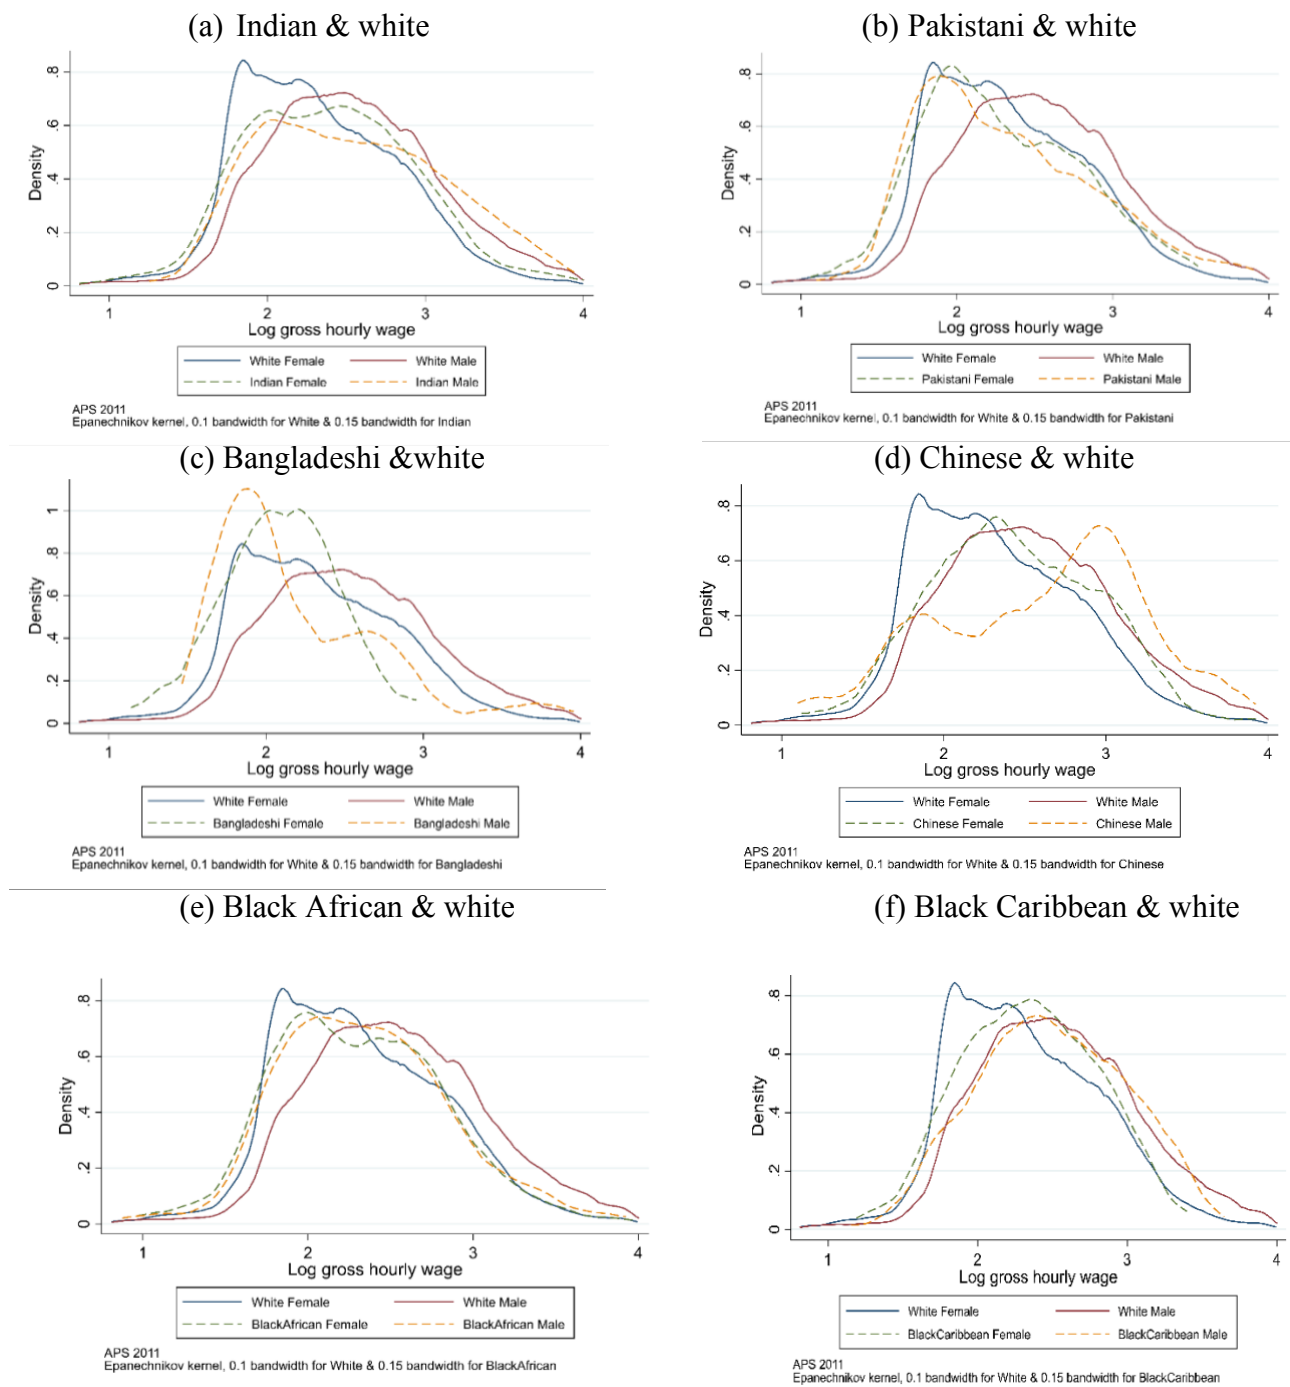 (a) Indian & white
Density
0 .2 .4 .6 .8
1 2 3 4
Log gross hourly wage
White Female White Male
Indian Female Indian Male
APS 2011
Epanechnikov kernel, 0.1 bandwidth for White & 0.15 bandwidth for Indian
(b) Pakistani & white
Density
0 .2 .4 .6 .8
1 2 3 4
Log gross hourly wage
White Female White Male
Pakistani Female Pakistani Male
APS 2011
Epanechnikov kernel, 0.1 bandwidth for White & 0.15 bandwidth for Pakistani
(c) Bangladeshi &white
Density
0 .2 .4 .6 .8 1
1 2 3 4
Log gross hourly wage
White Female White Male
Bangladeshi Female Bangladeshi Male
APS 2011
Epanechnikov kernel, 0.1 bandwidth for White & 0.15 bandwidth for Bangladeshi
(d) Chinese & white
Density
0 .2 .4 .6 .8
1 2 3 4
Log gross hourly wage
White Female White Male
Chinese Female Chinese Male
APS 2011
Epanechnikov kernel, 0.1 bandwidth for White & 0.15 bandwidth for Chinese
(e) Black African & white
Density
0 .2 .4 .6 .8
1 2 3 4
Log gross hourly wage
White Female White Male
BlackAfrican Female BlackAfrican Male
APS 2011
Epanechnikov kernel, 0.1 bandwidth for White & 0.15 bandwidth for BlackAfrican
(f) Black Caribbean & white
Density
0 .2 .4 .6 .8
1 2 3 4
Log gross hourly wage
White Female White Male
BlackCaribbean Female BlackCaribbean Male
APS 2011
Epanechnikov kernel, 0.1 bandwidth for White & 0.15 bandwidth for BlackCaribbean